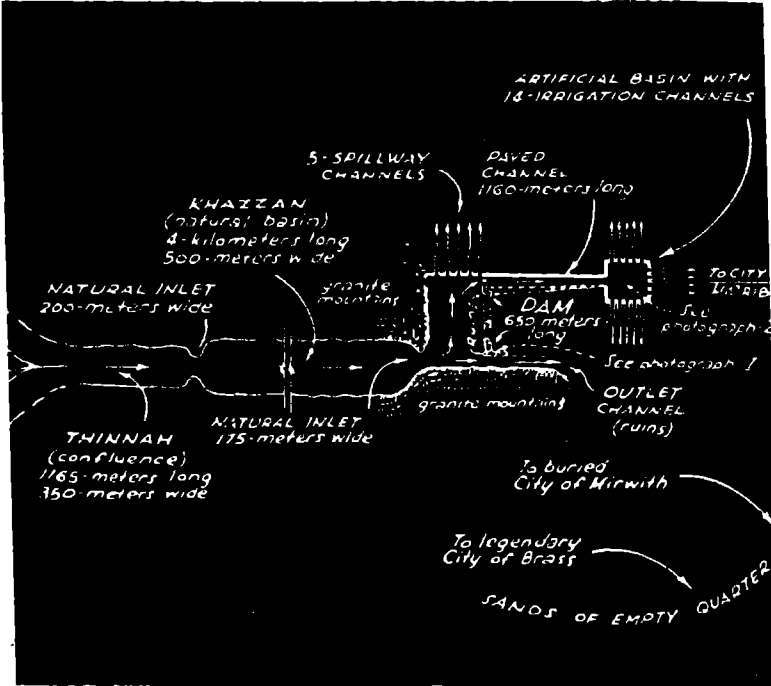 ARTIFICIAL BASIN WITH
14-IRRIGATION CHANNELS
5-SPILLWAY
CHANNELS
PAVED
CHANNEL
1160-meters long
KHAZZAN
(natural basin)
4-kilometers long
500-meters wide
NATURAL INLET
200-meters wide
granite
mountains
TO CITY
DAM
650 meters
long
See
photograph-2
See photograph I
OUTLET
CHANNEL
(ruins)
granite mountains
NATURAL INLET
175-meters wide
THINNAH
(confluence)
1165-meters long
350-meters wide
To buried
City of Mirwith
To legendary
City of Brass
SANDS OF EMPTY QUARTER